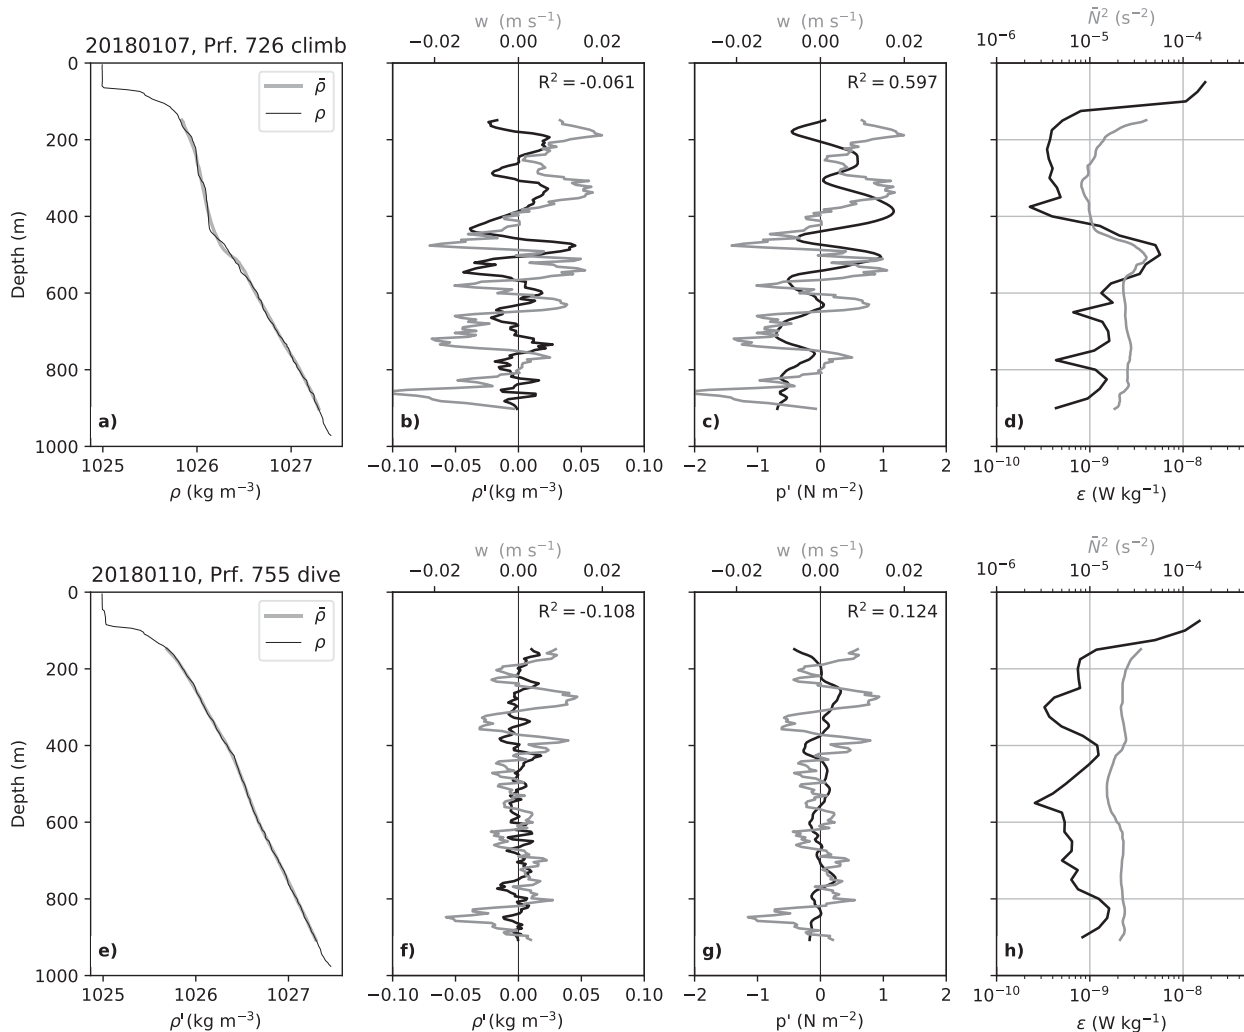 w (m s⁻¹)
w (m s⁻¹)
N̄² (s⁻²)
20180107, Prf. 726 climb
−0.02 0.00 0.02
−0.02 0.00 0.02
10⁻⁶ 10⁻⁵ 10⁻⁴
ρ̄
ρ
R² = -0.061
R² = 0.597
0
200
400
600
800
1000
Depth (m)
a)
b)
c)
d)
1025 1026 1027
−0.10 −0.05 0.00 0.05 0.10
−2 −1 0 1 2
10⁻¹⁰ 10⁻⁹ 10⁻⁸
ρ (kg m⁻³)
ρ'(kg m⁻³)
p' (N m⁻²)
ε (W kg⁻¹)
w (m s⁻¹)
w (m s⁻¹)
N̄² (s⁻²)
20180110, Prf. 755 dive
−0.02 0.00 0.02
−0.02 0.00 0.02
10⁻⁶ 10⁻⁵ 10⁻⁴
ρ̄
ρ
R² = -0.108
R² = 0.124
0
200
400
600
800
1000
Depth (m)
e)
f)
g)
h)
1025 1026 1027
−0.10 −0.05 0.00 0.05 0.10
−2 −1 0 1 2
10⁻¹⁰ 10⁻⁹ 10⁻⁸
ρ' (kg m⁻³)
ρ'(kg m⁻³)
p' (N m⁻²)
ε (W kg⁻¹)